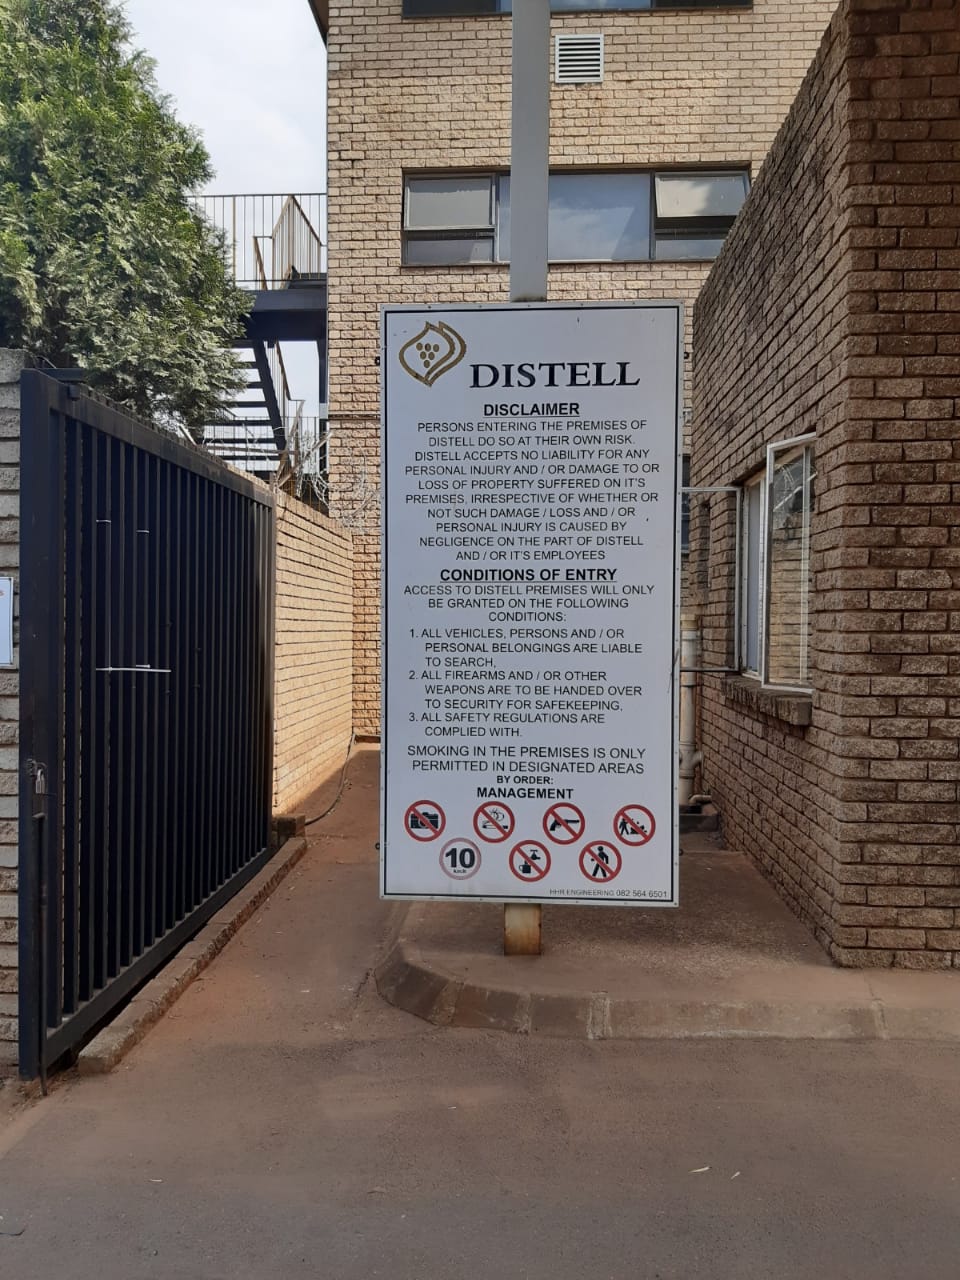 DISTELL
DISCLAIMER
PERSONS ENTERING THE PREMISES OF
DISTELL DO SO AT THEIR OWN RISK.
DISTELL ACCEPTS NO LIABILITY FOR ANY
PERSONAL INJURY AND / OR DAMAGE TO OR
LOSS OF PROPERTY SUFFERED ON IT'S
PREMISES, IRRESPECTIVE OF WHETHER OR
NOT SUCH DAMAGE / LOSS AND / OR
PERSONAL INJURY IS CAUSED BY
NEGLIGENCE ON THE PART OF DISTELL
AND / OR IT'S EMPLOYEES
CONDITIONS OF ENTRY
ACCESS TO DISTELL PREMISES WILL ONLY
BE GRANTED ON THE FOLLOWING
CONDITIONS:
1. ALL VEHICLES, PERSONS AND / OR
PERSONAL BELONGINGS ARE LIABLE
TO SEARCH,
2. ALL FIREARMS AND / OR OTHER
WEAPONS ARE TO BE HANDED OVER
TO SECURITY FOR SAFEKEEPING,
3. ALL SAFETY REGULATIONS ARE
COMPLIED WITH.
SMOKING IN THE PREMISES IS ONLY
PERMITTED IN DESIGNATED AREAS
BY ORDER:
MANAGEMENT
10
km/h
HHR ENGINEERING 082 564 6501